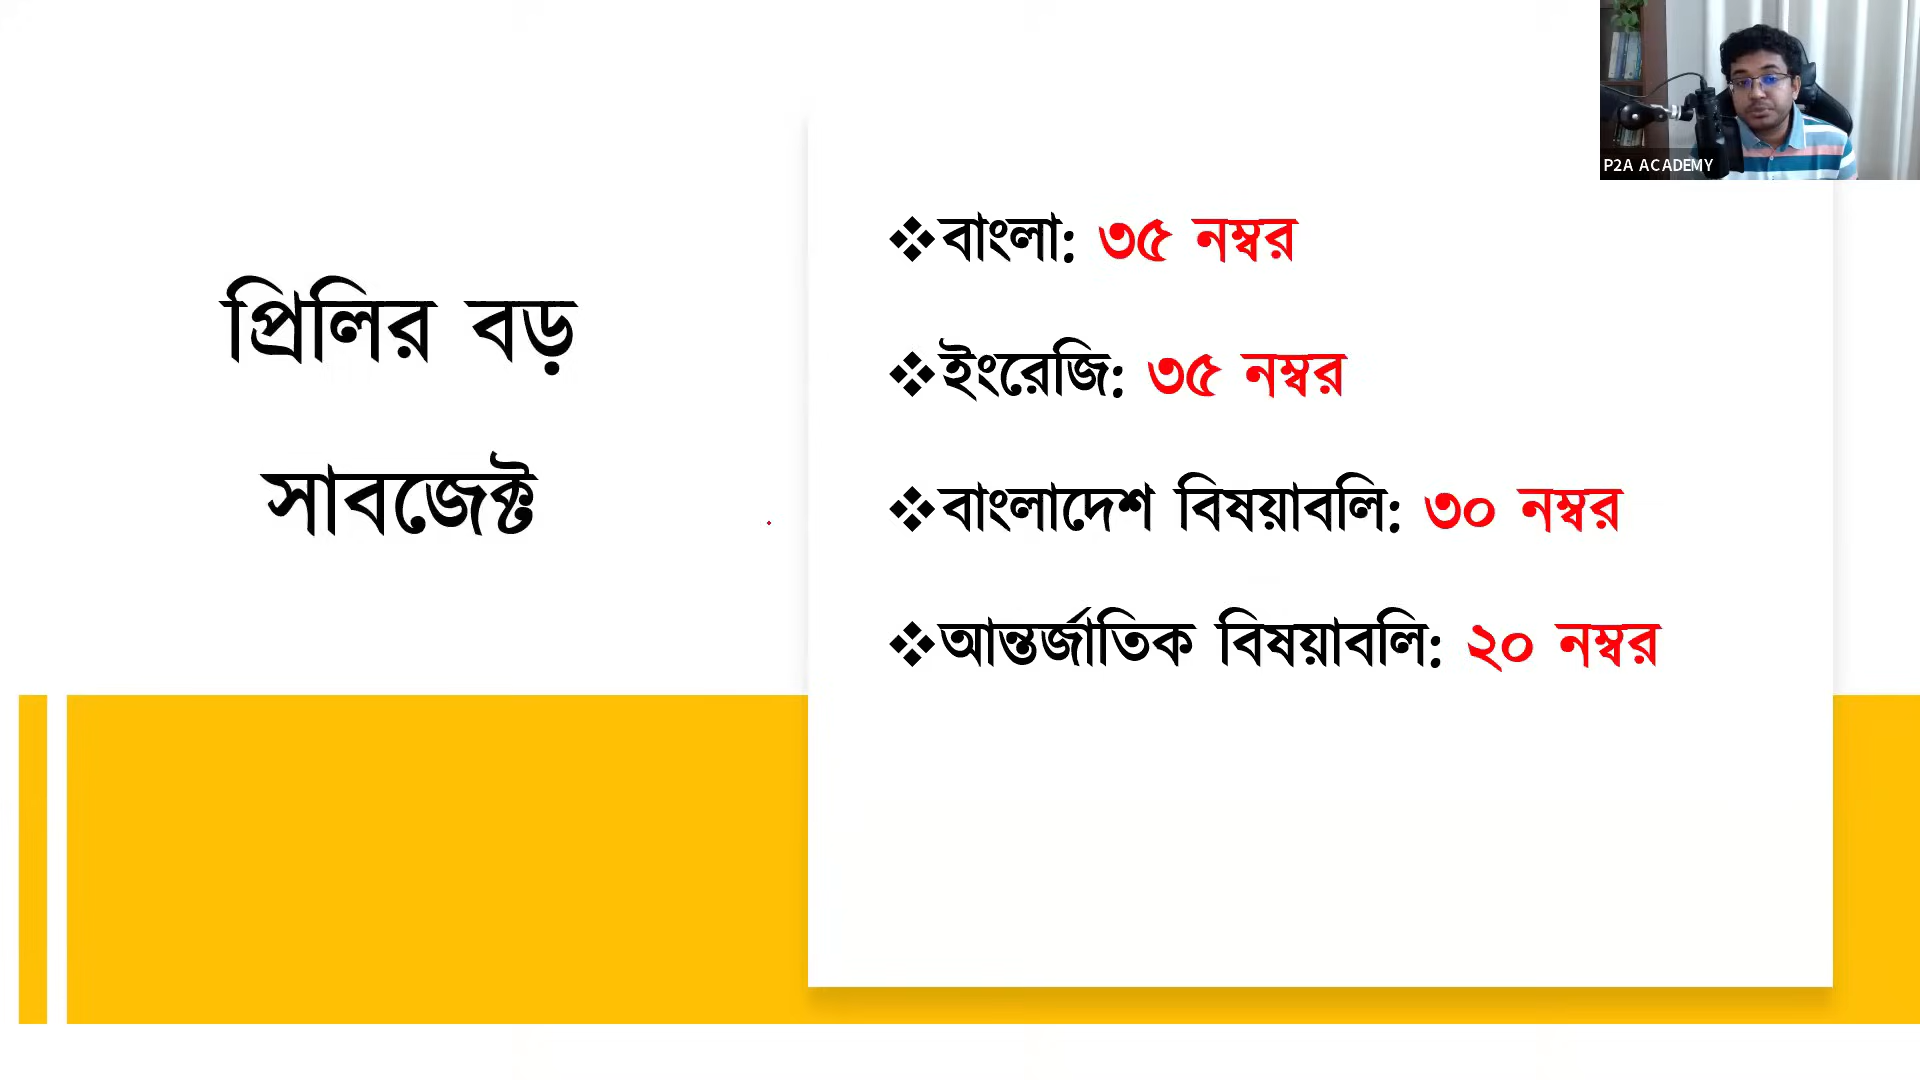 প্রিলির বড়
সাবজেক্ট
❖বাংলা: ৩৫ নম্বর
❖ইংরেজি: ৩৫ নম্বর
❖বাংলাদেশ বিষয়াবলি: ৩০ নম্বর
❖আন্তর্জাতিক বিষয়াবলি: ২০ নম্বর
P2A ACADEMY